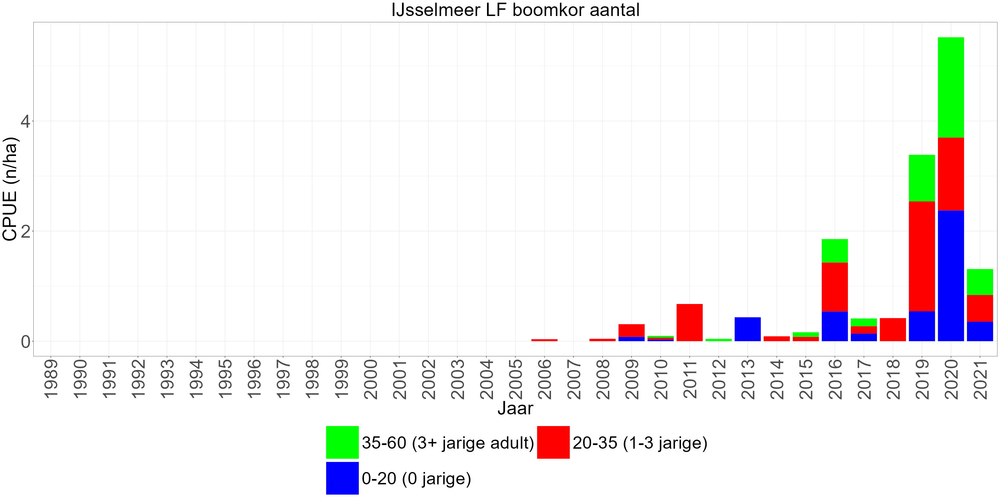 IJsselmeer LF boomkor aantal
CPUE (n/ha)
4
2
0
1989 1990 1991 1992 1993 1994 1995 1996 1997 1998 1999 2000 2001 2002 2003 2004 2005 2006 2007 2008 2009 2010 2011 2012 2013 2014 2015 2016 2017 2018 2019 2020 2021
Jaar
35-60 (3+ jarige adult) 20-35 (1-3 jarige)
0-20 (0 jarige)